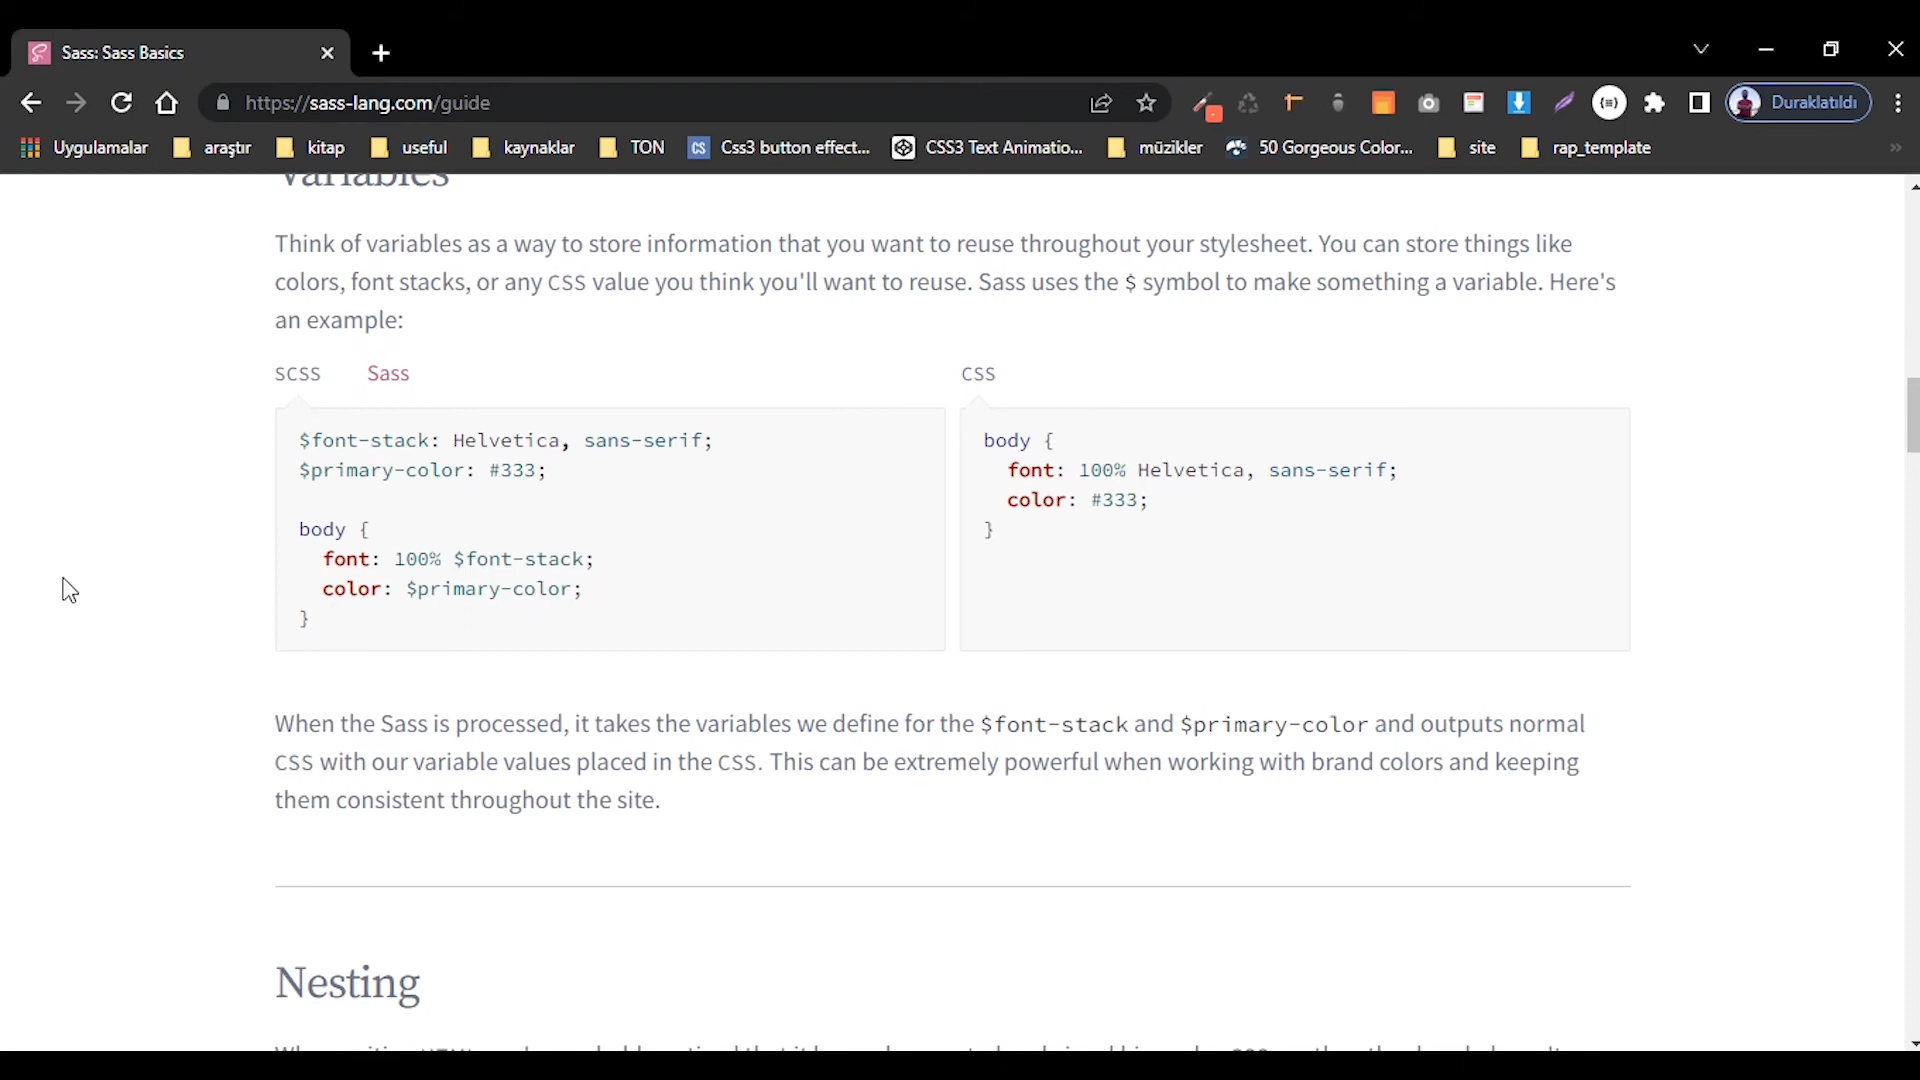 Sass: Sass Basics
https://sass-lang.com/guide
Duraklatıldı
Uygulamalar araştır kitap useful kaynaklar TON CS Css3 button effect... CSS3 Text Animatio... müzikler 50 Gorgeous Color... site rap_template
Variables
Think of variables as a way to store information that you want to reuse throughout your stylesheet. You can store things like
colors, font stacks, or any CSS value you think you'll want to reuse. Sass uses the $ symbol to make something a variable. Here's
an example:
SCSS Sass
$font-stack: Helvetica, sans-serif;
$primary-color: #333;
body {
font: 100% $font-stack;
color: $primary-color;
}
CSS
body {
font: 100% Helvetica, sans-serif;
color: #333;
}
When the Sass is processed, it takes the variables we define for the $font-stack and $primary-color and outputs normal
CSS with our variable values placed in the CSS. This can be extremely powerful when working with brand colors and keeping
them consistent throughout the site.
Nesting